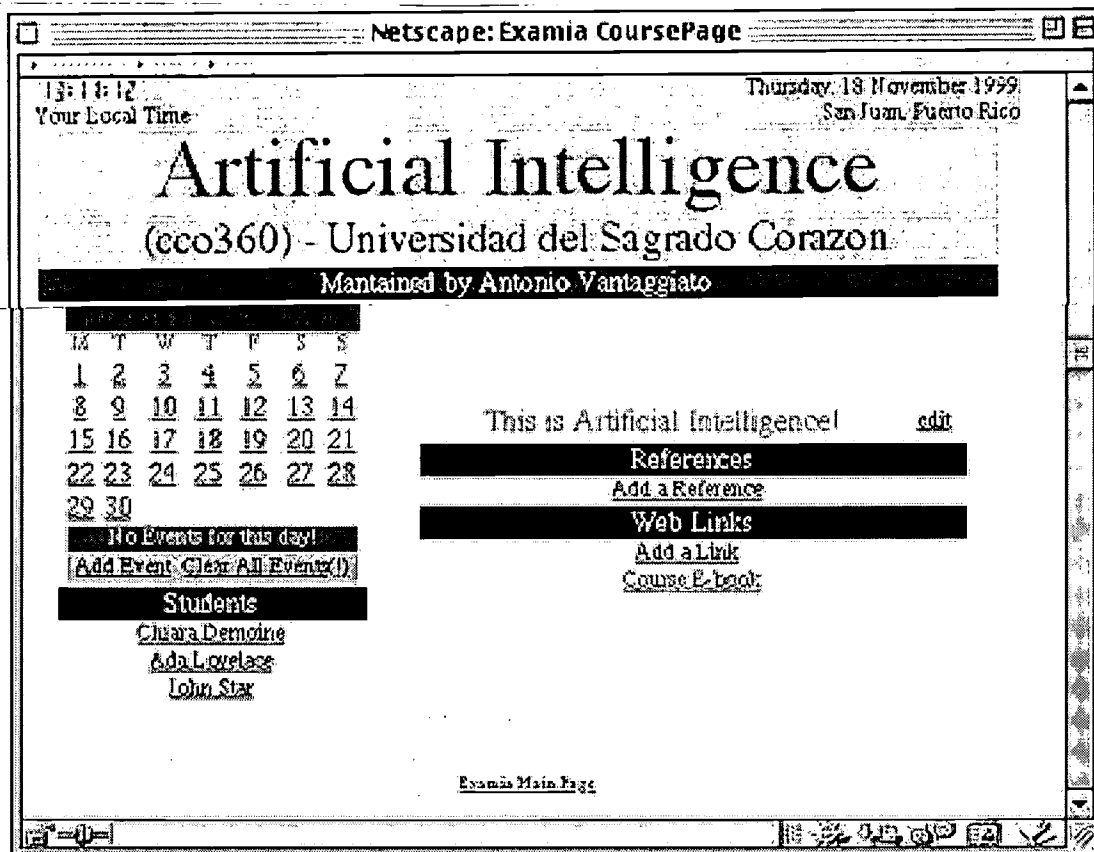 Netscape: Examia CoursePage
Thursday, 18 November 1999
Your Local Time
San Juan, Puerto Rico
Artificial Intelligence
(cco360) - Universidad del Sagrado Corazon
Mantained by Antonio Vantaggiato
M T W T F S S
1 2 3 4 5 6 7
8 9 10 11 12 13 14
15 16 17 18 19 20 21
22 23 24 25 26 27 28
29 30
No Events for this day!
Add Event Clear All Events(!)
Students
Chiara Demoine
Ada Lovelace
John Star
This is Artificial Intelligence! edit
References
Add a Reference
Web Links
Add a Link
Course E-book
Examia Main Page